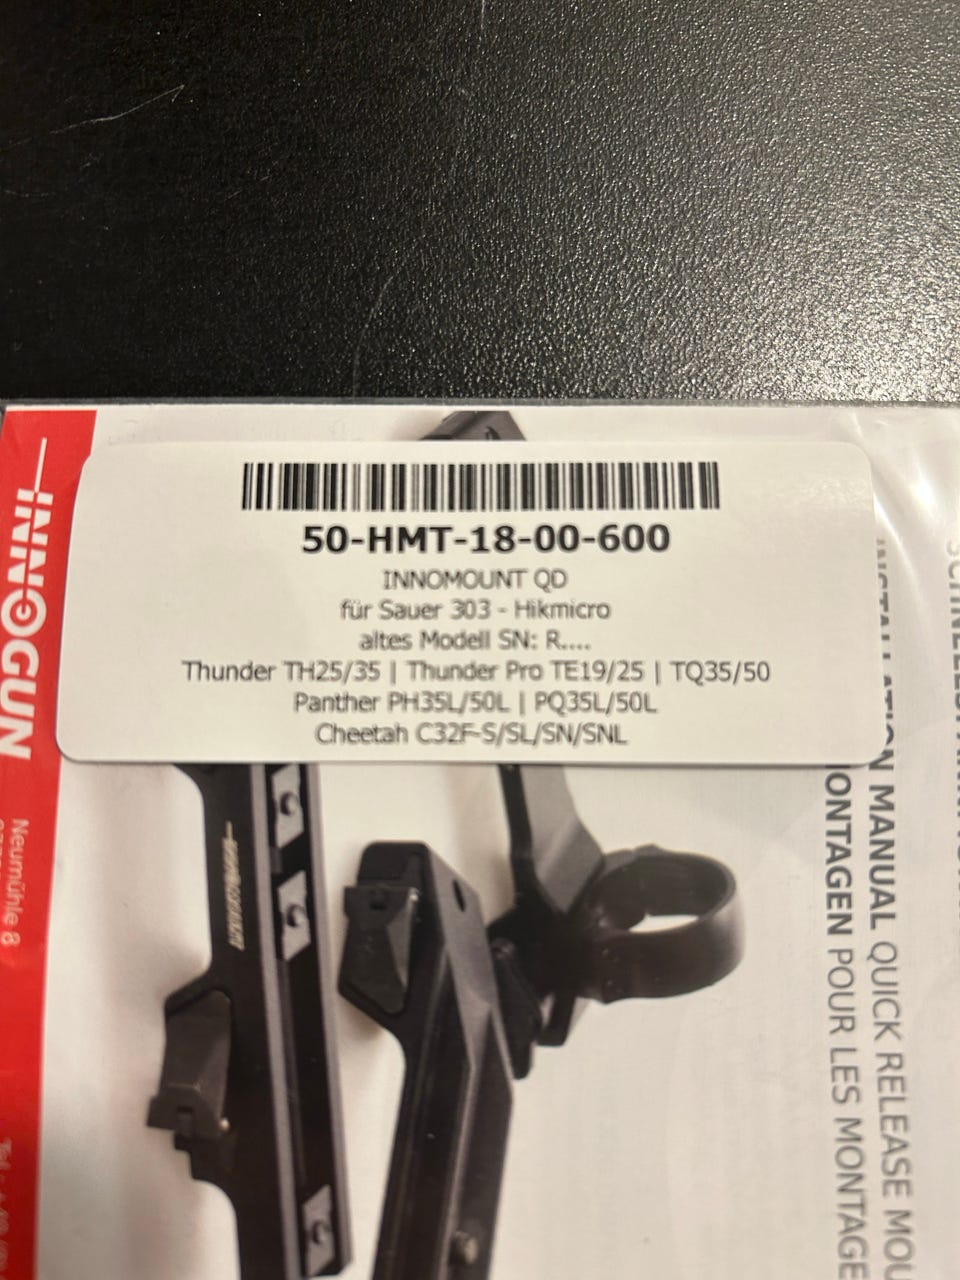 50-HMT-18-00-600
INNOMOUNT QD
für Sauer 303 - Hikmicro
altes Modell SN: R....
Thunder TH25/35 | Thunder Pro TE19/25 | TQ35/50
Panther PH35L/50L | PQ35L/50L
Cheetah C32F-S/SL/SN/SNL
INNOGUN
Neumühle 8
INSTALLATION MANUAL QUICK RELEASE MOU
MONTAGEN POUR LES MONTAGE